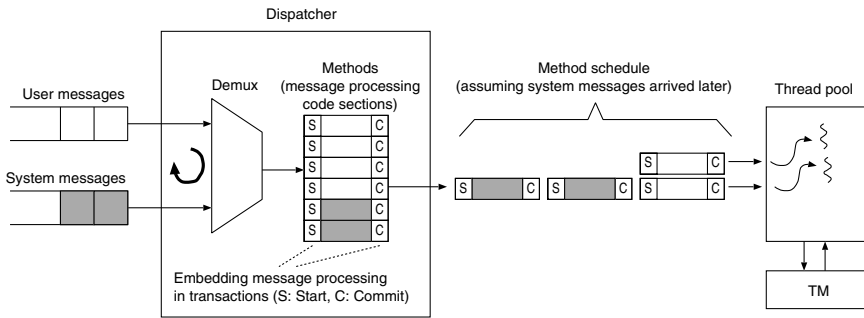 Dispatcher
User messages
System messages
Demux
Methods
(message processing
code sections)
S C
S C
S C
S C
S C
S C
Embedding message processing
in transactions (S: Start, C: Commit)
Method schedule
(assuming system messages arrived later)
S C
S C
S C
S C
Thread pool
TM